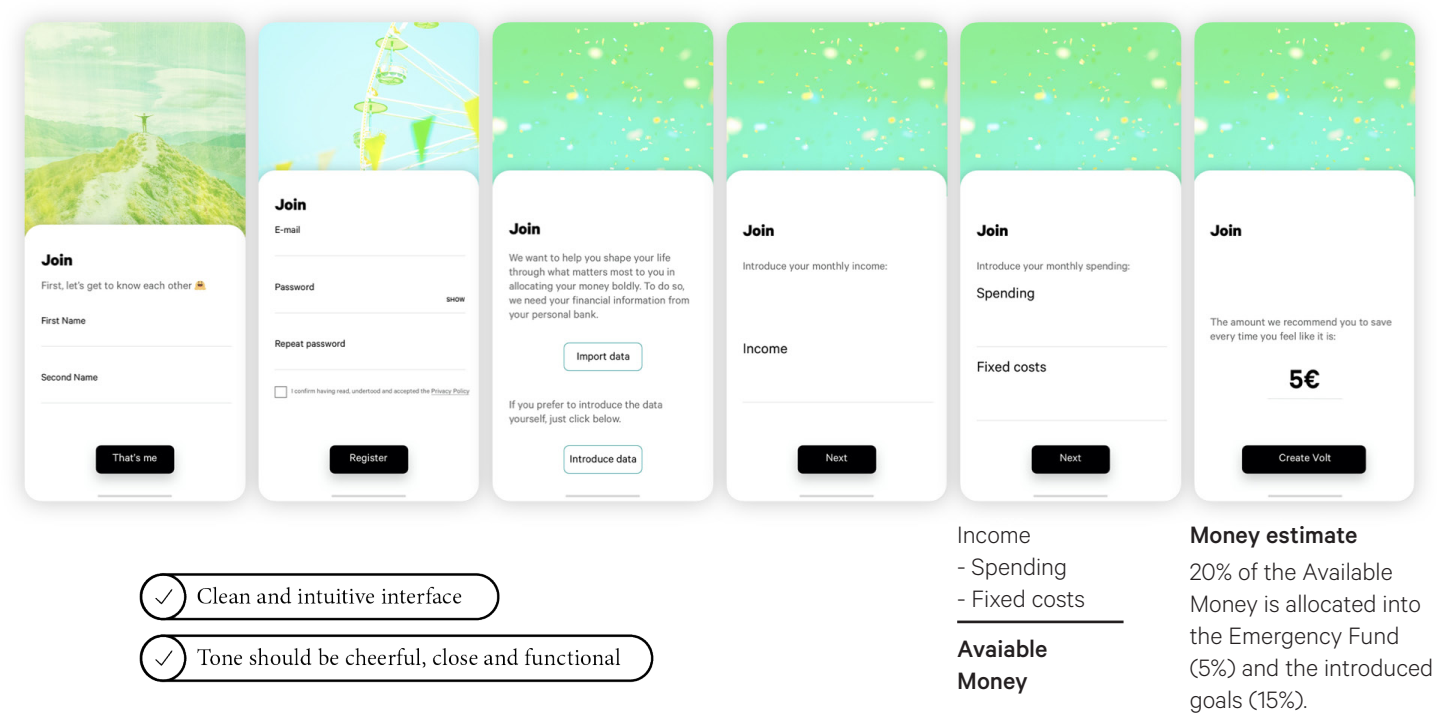 Join
First, let's get to know each other 🤗
First Name
Second Name
That's me
Join
E-mail
Password
SHOW
Repeat password
I confirm having read, undertood and accepted the Privacy Policy
Register
Join
We want to help you shape your life
through what matters most to you in
allocating your money boldly. To do so,
we need your financial information from
your personal bank.
Import data
If you prefer to introduce the data
yourself, just click below.
Introduce data
Join
Introduce your monthly income:
Income
Next
Join
Introduce your monthly spending:
Spending
Fixed costs
Next
Join
The amount we recommend you to save
every time you feel like it is:
5€
Create Volt
Clean and intuitive interface
Tone should be cheerful, close and functional
Income
- Spending
- Fixed costs
Avaiable
Money
Money estimate
20% of the Available
Money is allocated into
the Emergency Fund
(5%) and the introduced
goals (15%).